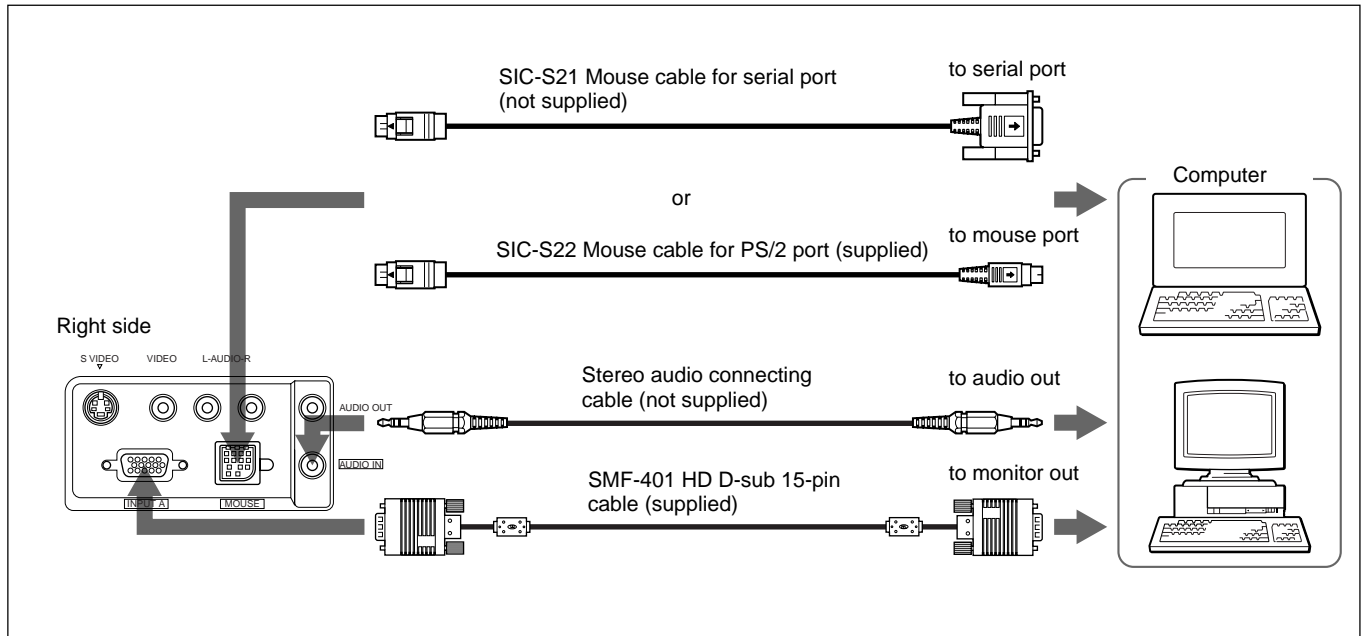 SIC-S21 Mouse cable for serial port
(not supplied)
to serial port
Computer
or
SIC-S22 Mouse cable for PS/2 port (supplied)
to mouse port
Right side
S VIDEO
VIDEO
L-AUDIO-R
Stereo audio connecting
cable (not supplied)
to audio out
AUDIO OUT
AUDIO IN
SMF-401 HD D-sub 15-pin
cable (supplied)
to monitor out
INPUT A
MOUSE